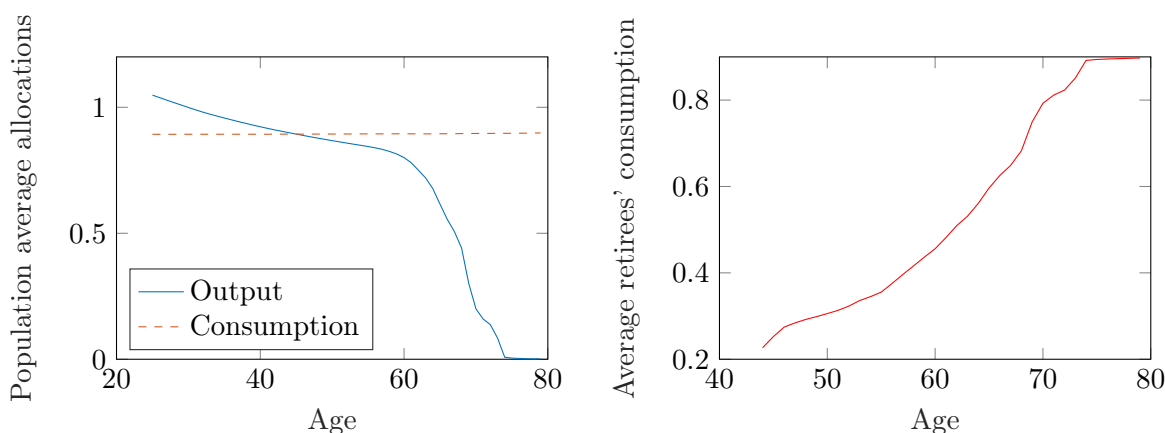 Population average allocations
1
0.5
0
20
40
60
80
Age
Output
Consumption
Average retirees' consumption
0.8
0.6
0.4
0.2
40
50
60
70
80
Age